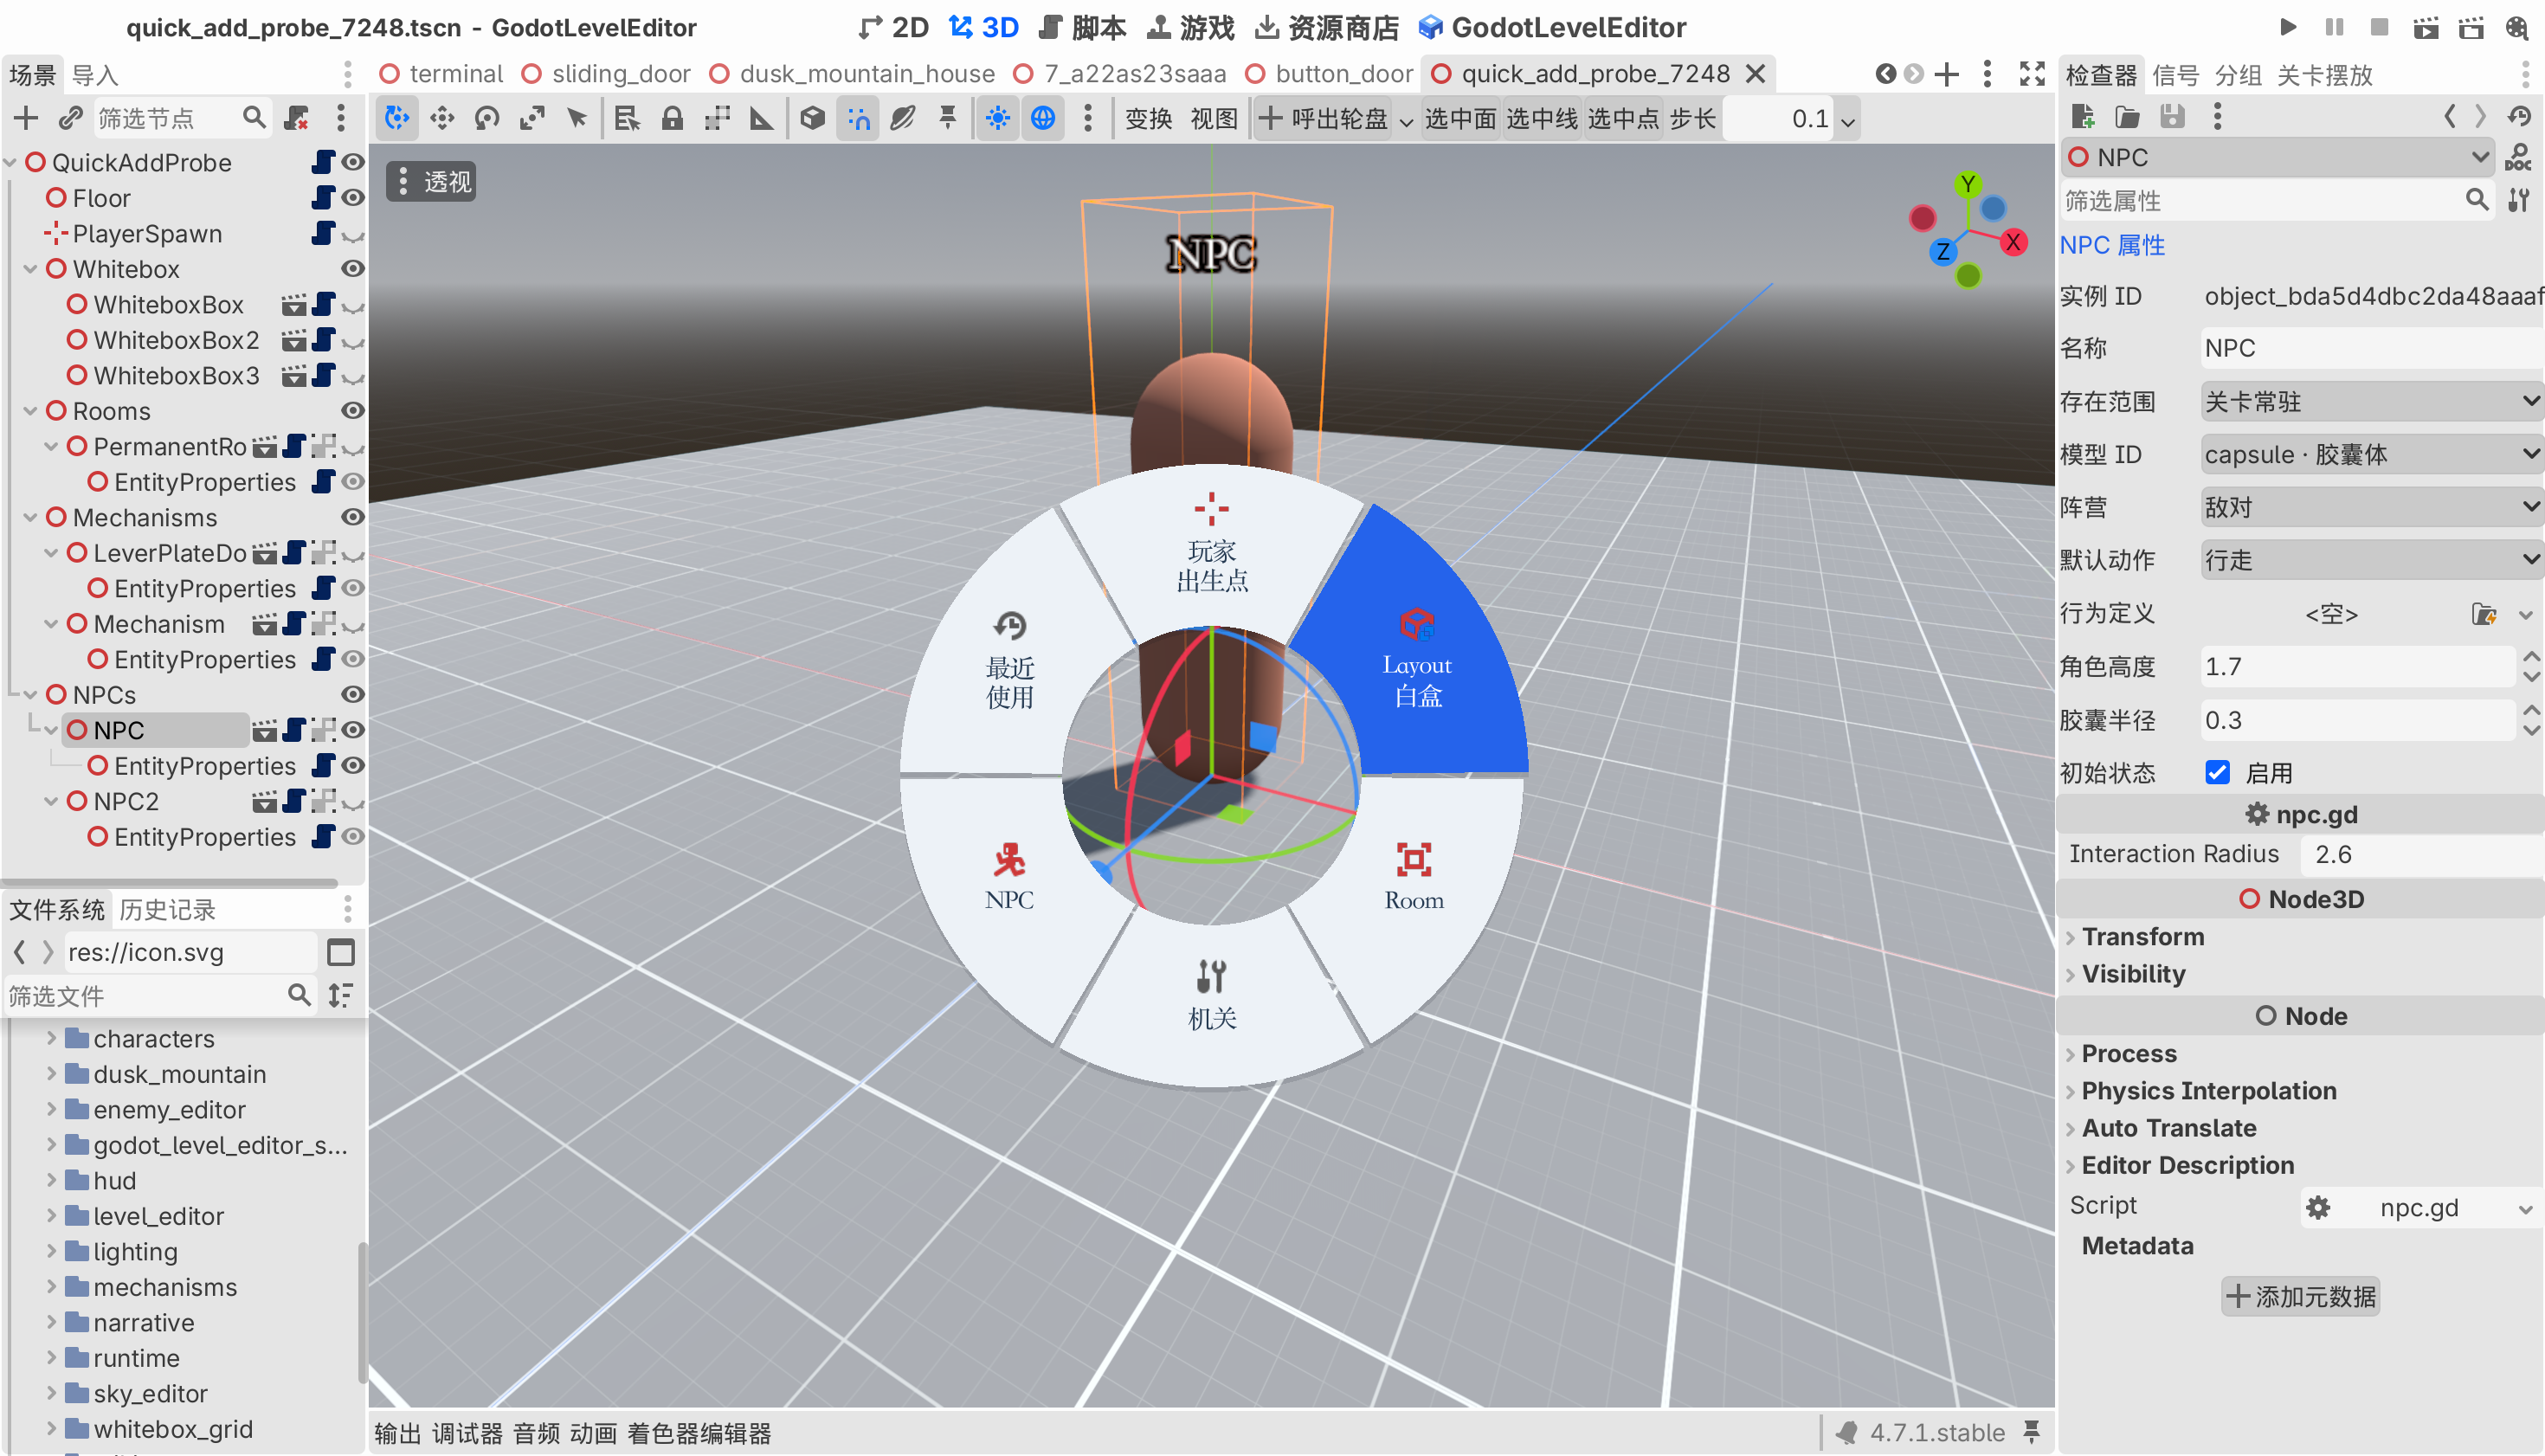 quick_add_probe_7248.tscn - GodotLevelEditor
2D 3D 脚本 游戏 资源商店 GodotLevelEditor
场景 导入
terminal sliding_door dusk_mountain_house 7_a22as23saaa button_door quick_add_probe_7248
检查器 信号 分组 关卡摆放
筛选节点
变换 视图 呼出轮盘 选中面 选中线 选中点 步长 0.1
QuickAddProbe
Floor
PlayerSpawn
Whitebox
WhiteboxBox
WhiteboxBox2
WhiteboxBox3
Rooms
PermanentRo
EntityProperties
Mechanisms
LeverPlateDo
EntityProperties
Mechanism
EntityProperties
NPCs
NPC
EntityProperties
NPC2
EntityProperties
文件系统 历史记录
res://icon.svg
筛选文件
characters
dusk_mountain
enemy_editor
godot_level_editor_s...
hud
level_editor
lighting
mechanisms
narrative
runtime
sky_editor
whitebox_grid
透视
NPC
Y
X
Z
玩家
出生点
最近
使用
Layout
白盒
NPC
Room
机关
输出 调试器 音频 动画 着色器编辑器
4.7.1.stable
NPC
DOC
筛选属性
NPC 属性
实例 ID object_bda5d4dbc2da48aaaf
名称 NPC
存在范围 关卡常驻
模型 ID capsule · 胶囊体
阵营 敌对
默认动作 行走
行为定义 <空>
角色高度 1.7
胶囊半径 0.3
初始状态 启用
npc.gd
Interaction Radius 2.6
Node3D
Transform
Visibility
Node
Process
Physics Interpolation
Auto Translate
Editor Description
Script npc.gd
Metadata
添加元数据